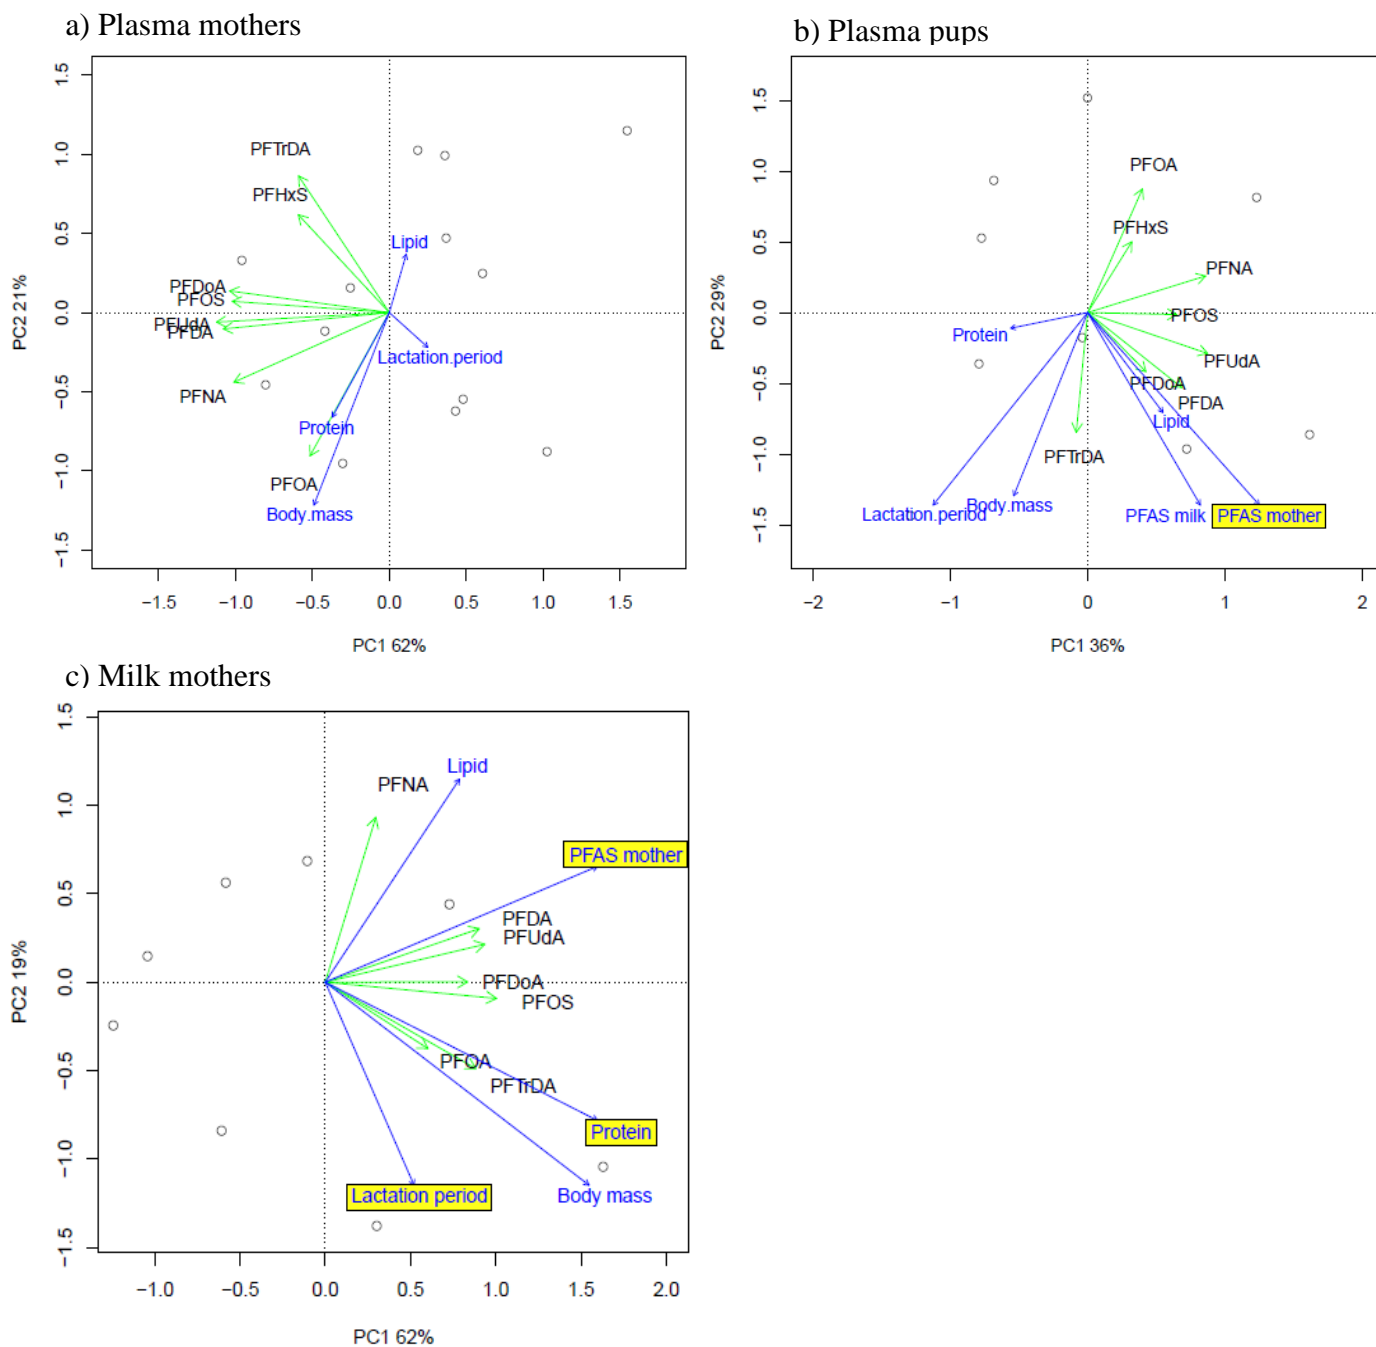 a) Plasma mothers
1.5
1.0
0.5
0.0
−0.5
−1.0
−1.5
PC2 21%
PFTrDA
PFHxS
Lipid
PFDoA
PFOS
PFUdA
PFDA
Lactation.period
PFNA
Protein
PFOA
Body.mass
−1.5 −1.0 −0.5 0.0 0.5 1.0 1.5
PC1 62%
b) Plasma pups
1.5
1.0
0.5
0.0
−0.5
−1.0
−1.5
PC2 29%
PFOA
PFHxS
PFNA
PFOS
Protein
PFUdA
PFDoA
PFDA
Lipid
PFTrDA
Lactation.period
Body.mass
PFAS milk
PFAS mother
−2 −1 0 1 2
PC1 36%
c) Milk mothers
1.5
1.0
0.5
0.0
−0.5
−1.0
−1.5
PC2 19%
Lipid
PFNA
PFAS mother
PFDA
PFUdA
PFDoA
PFOS
PFOA
PFTrDA
Protein
Lactation period
Body mass
−1.0 −0.5 0.0 0.5 1.0 1.5 2.0
PC1 62%